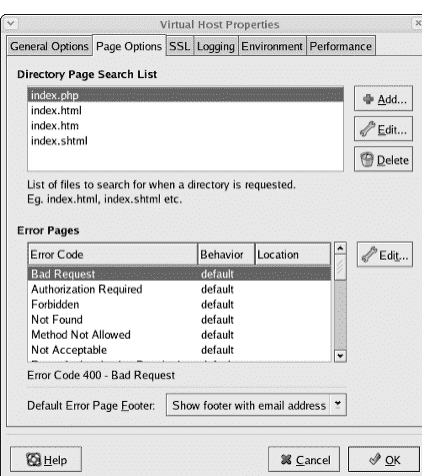 Virtual Host Properties
General Options Page Options SSL Logging Environment Performance
Directory Page Search List
index.php
index.html
index.htm
index.shtml
Add...
Edit...
Delete
List of files to search for when a directory is requested.
Eg. index.html, index.shtml etc.
Error Pages
Error Code Behavior Location
Bad Request default
Authorization Required default
Forbidden default
Not Found default
Method Not Allowed default
Not Acceptable default
Edit...
Error Code 400 - Bad Request
Default Error Page Footer: Show footer with email address
Help Cancel OK